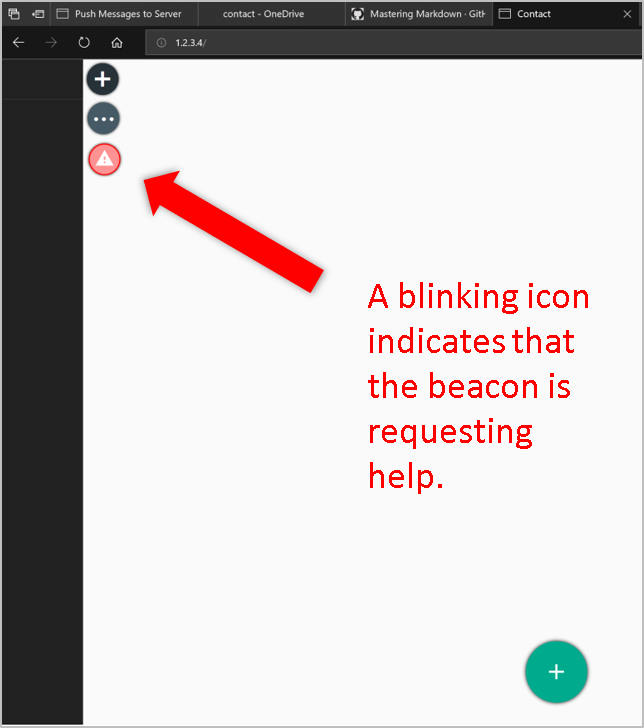 Push Messages to Server
contact - OneDrive
Mastering Markdown · GitH
Contact
1.2.3.4/
A blinking icon
indicates that
the beacon is
requesting
help.